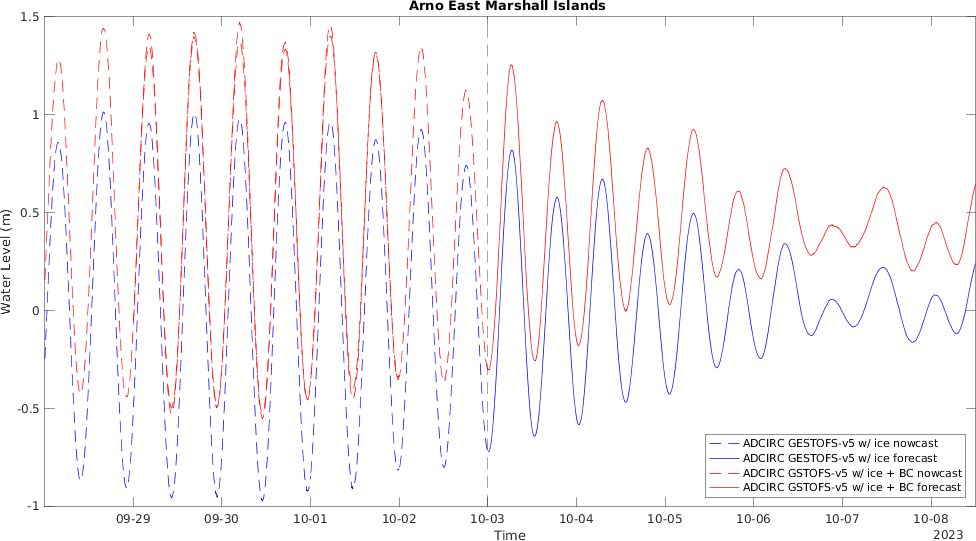 Arno East Marshall Islands
1.5
1
0.5
0
-0.5
-1
Water Level (m)
09-29 09-30 10-01 10-02 10-03 10-04 10-05 10-06 10-07 10-08
Time
2023
ADCIRC GESTOFS-v5 w/ ice nowcast
ADCIRC GESTOFS-v5 w/ ice forecast
ADCIRC GSTOFS-v5 w/ ice + BC nowcast
ADCIRC GSTOFS-v5 w/ ice + BC forecast